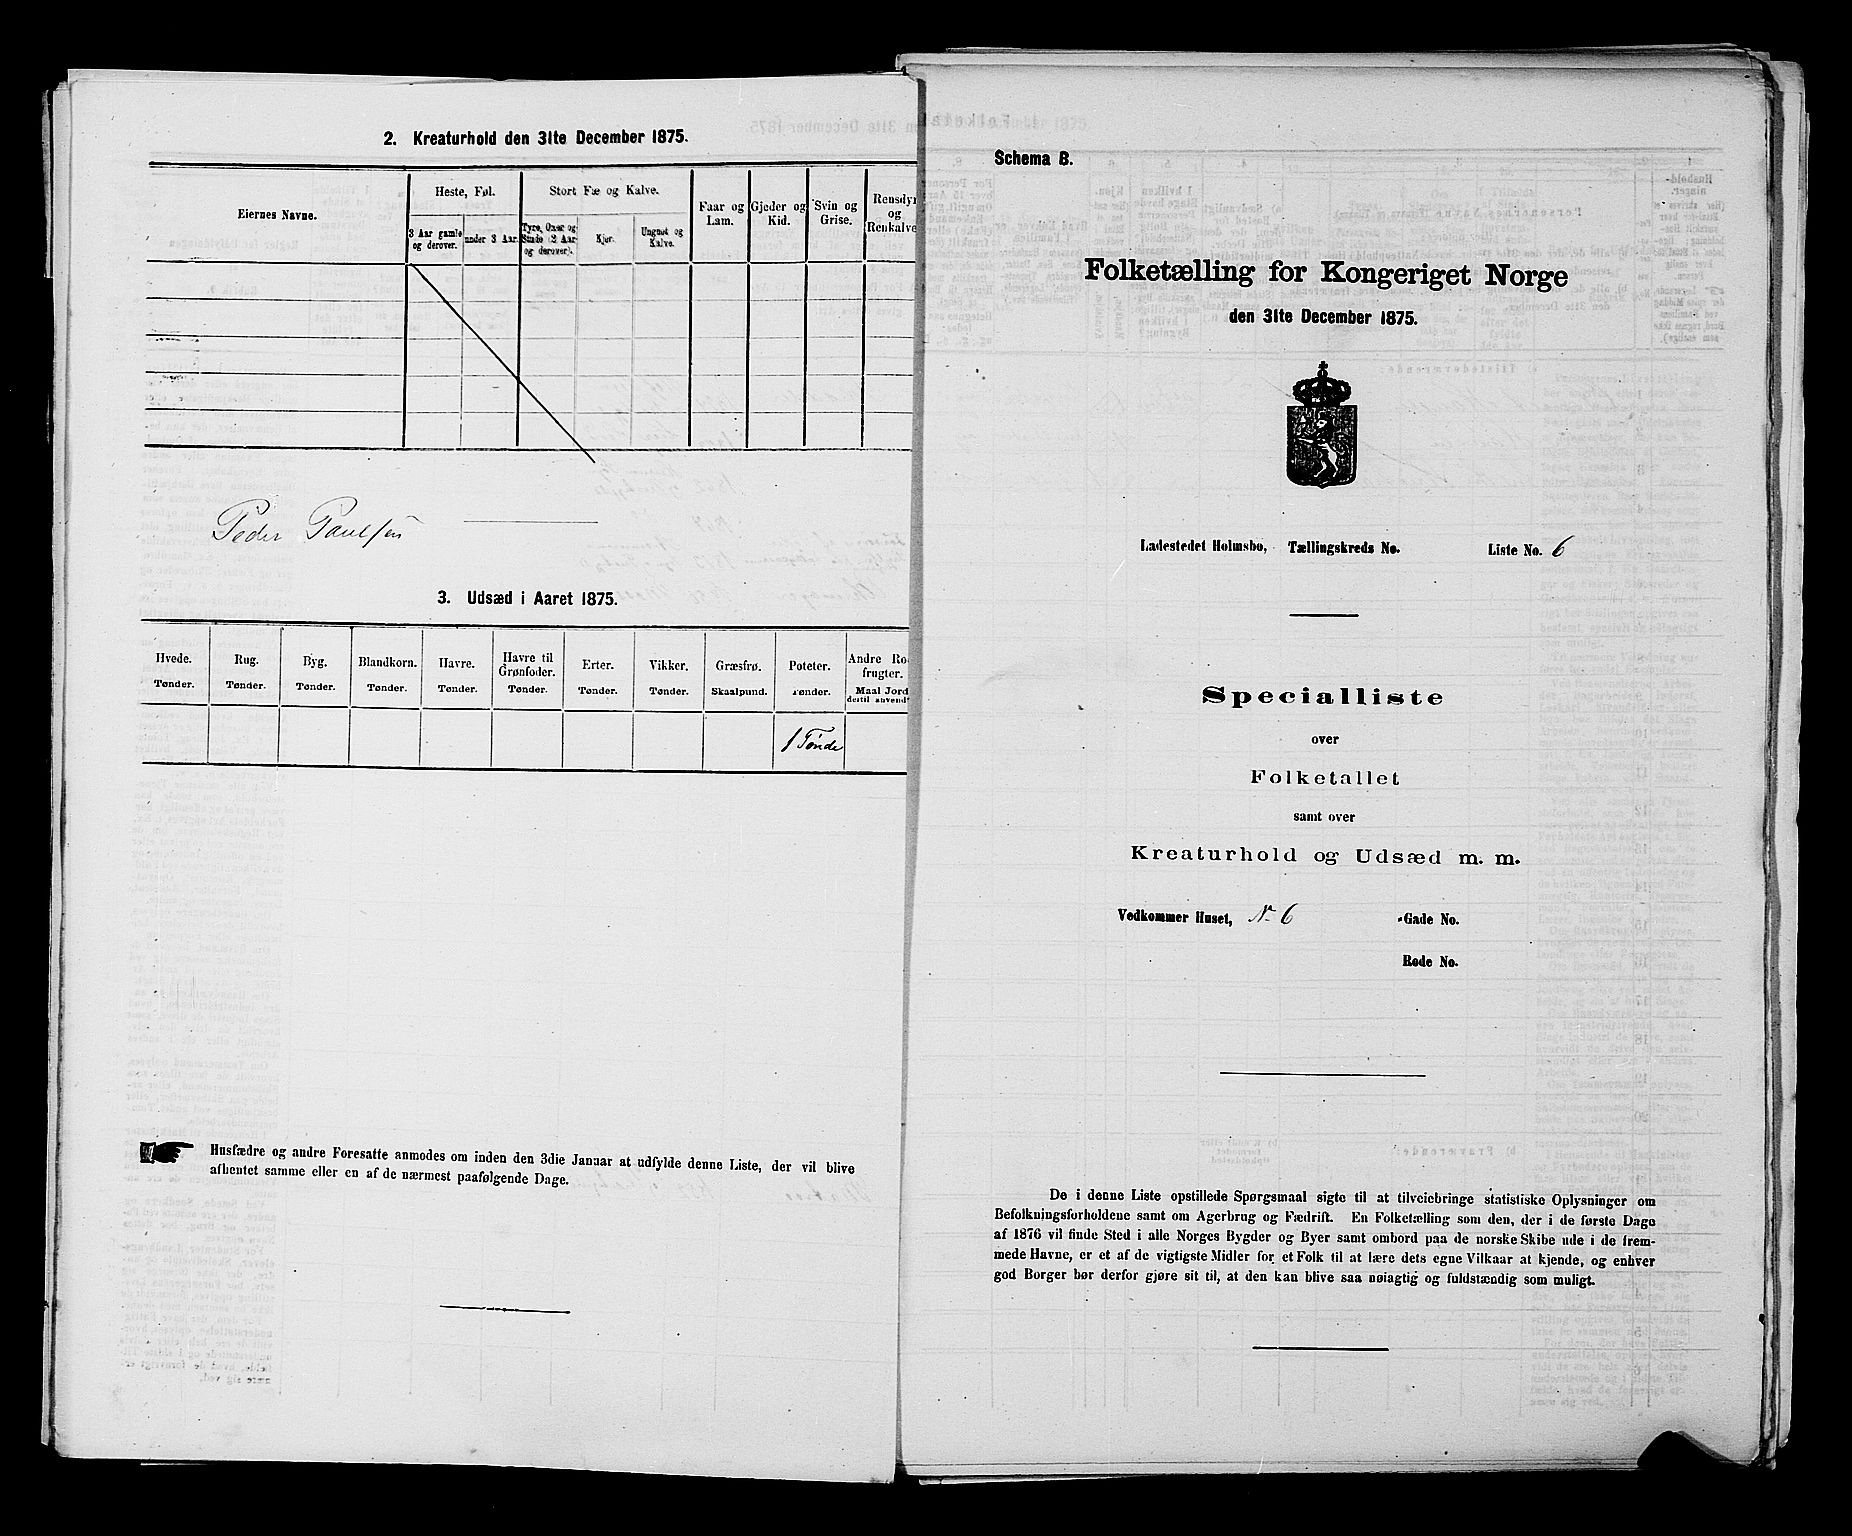 2. Kreaturhold den 31te December 1875.
Eiernes Navne.
Heste, Føl.
3 Aar gamle og derover.
under 3 Aar.
Stort Fæ og Kalve.
Tyre, Oxer og Stude (2 Aar og derover).
Kjør.
Ungnøt og Kalve.
Faar og Lam.
Gjeder og Kid.
Svin og Grise.
Rensdyr og Renkalve
Peder Paulsen
3. Udsæd i Aaret 1875.
Hvede. Tønder.
Rug. Tønder.
Byg. Tønder.
Blandkorn. Tønder.
Havre. Tønder.
Havre til Grønfoder. Tønder.
Erter. Tønder.
Vikker. Tønder.
Græsfrø. Skaalpund.
Poteter. Tønder.
Andre Ro- frugter. Maal Jord dertil anvendt
1 Tønde
Husfædre og andre Foresatte anmodes om inden den 3die Januar at udfylde denne Liste, der vil blive
afhentet samme eller en af de nærmest paafølgende Dage.
Schema B.
Folketælling for Kongeriget Norge
den 31te December 1875.
Ladestedet Holmsbo, Tællingskreds No. Liste No. 6
Specialliste
over
Folketallet
samt over
Kreaturhold og Udsæd m. m.
Vedkommer Huset, Nr 6 -Gade No.
Rode No.
De i denne Liste opstillede Spørgsmaal sigte til at tilveiebringe statistiske Oplysninger om
Befolkningsforholdene samt om Agerbrug og Fædrift. En Folketælling som den, der i de første Dage
af 1876 vil finde Sted i alle Norges Bygder og Byer samt ombord paa de norske Skibe ude i de frem-
mede Havne, er et af de vigtigste Midler for et Folk til at lære dets egne Vilkaar at kjende, og enhver
god Borger bør derfor gjøre sit til, at den kan blive saa nøiagtig og fuldstændig som muligt.